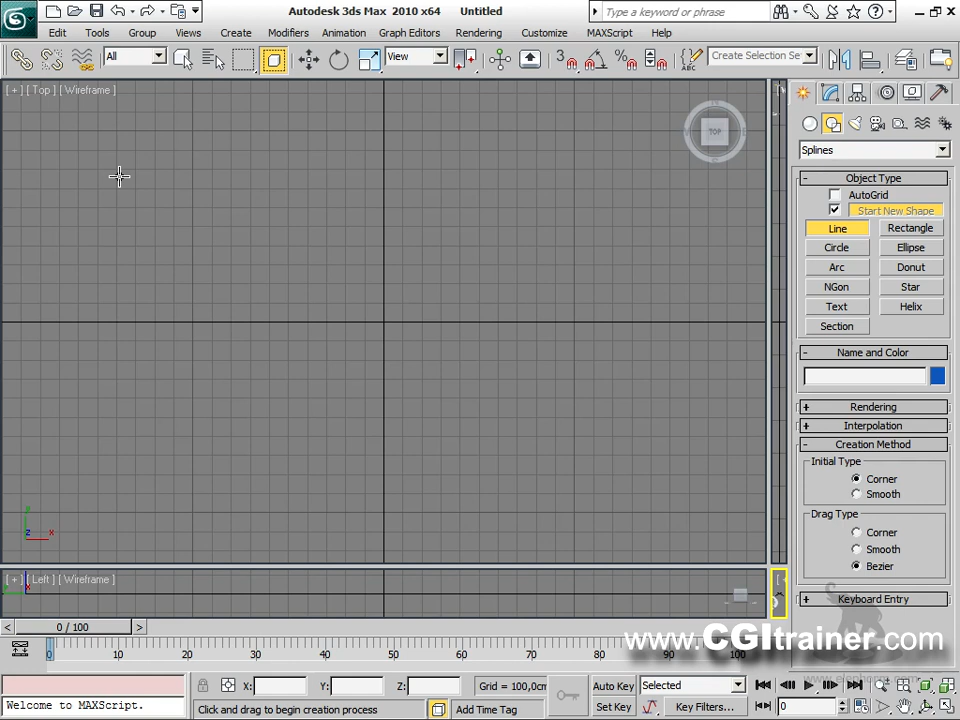 Autodesk 3ds Max 2010 x64 Untitled
Type a keyword or phrase
Edit Tools Group Views Create Modifiers Animation Graph Editors Rendering Customize MAXScript Help
All View 3 ABC Create Selection Se
[ + ] [ Top ] [ Wireframe ]
TOP
Splines
- Object Type
AutoGrid
Start New Shape
Line Rectangle
Circle Ellipse
Arc Donut
NGon Star
Text Helix
Section
- Name and Color
+ Rendering
+ Interpolation
- Creation Method
Initial Type
Corner
Smooth
Drag Type
Corner
Smooth
Bezier
+ Keyboard Entry
y
z x
[ + ] [ Left ] [ Wireframe ]
< 0 / 100 >
www.CGItrainer.com
0 10 20 30 40 50 60 70 80 90 100
X: Y: Z: Grid = 100,0cm Auto Key Selected
Welcome to MAXScript.
Click and drag to begin creation process Add Time Tag Set Key Key Filters... 0